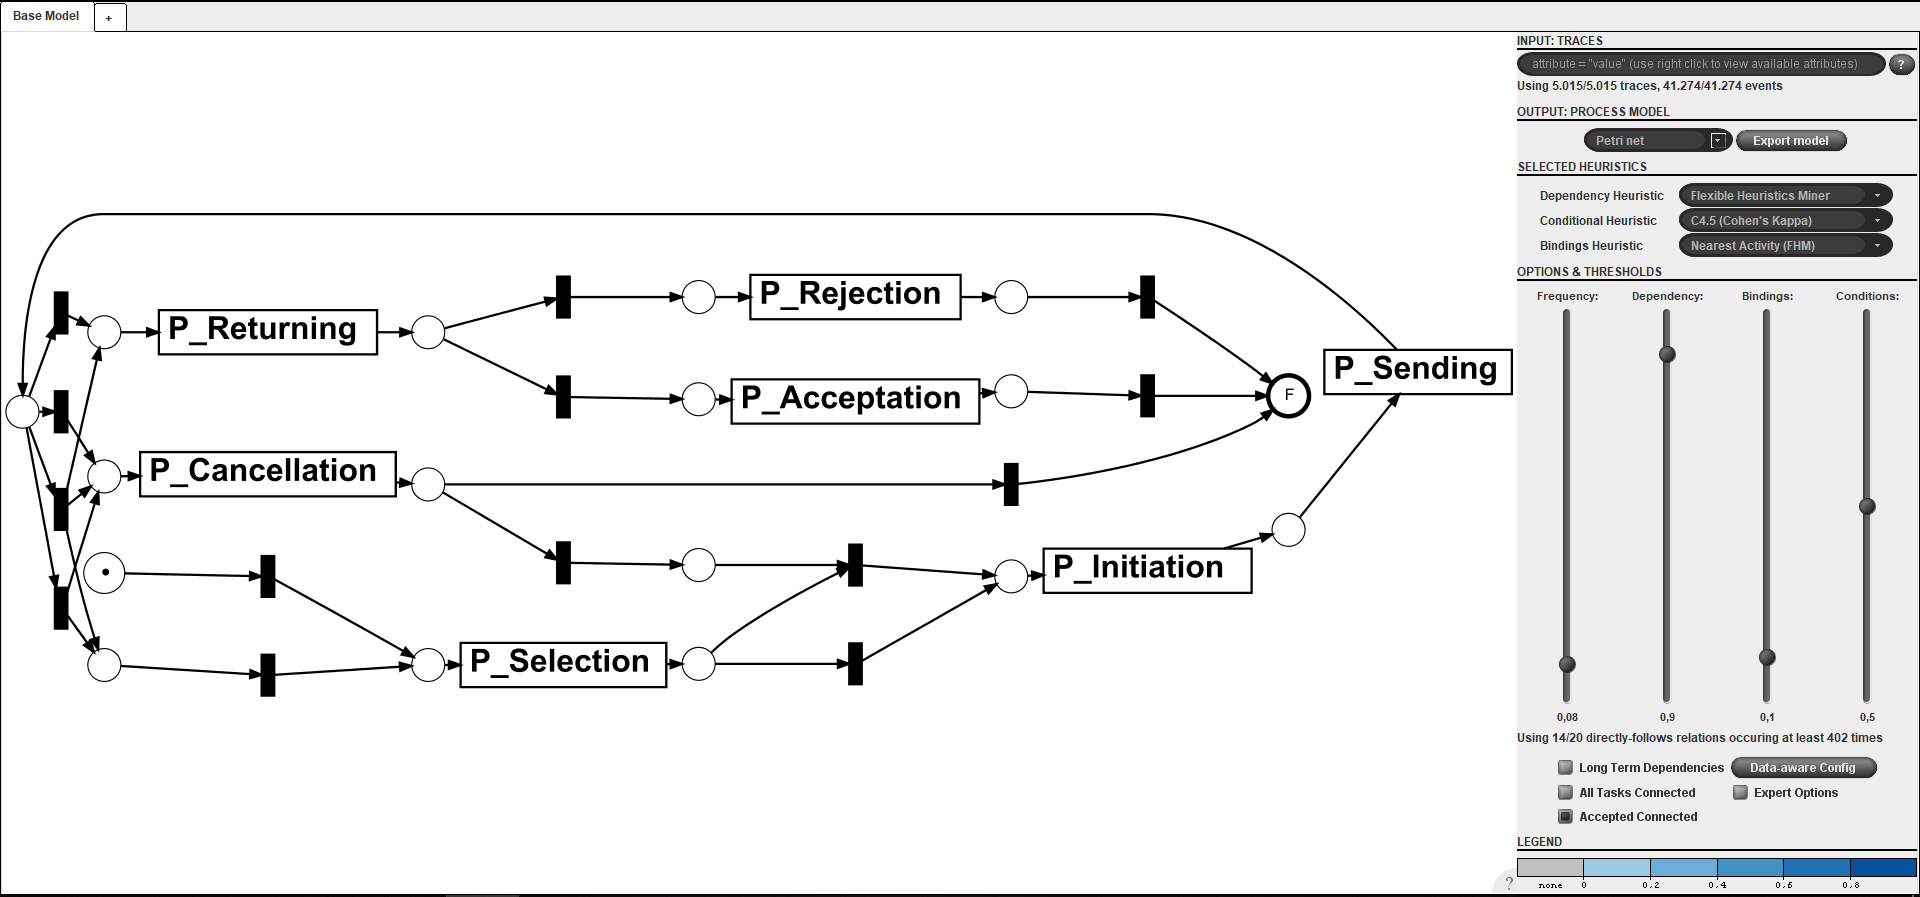 Base Model
+
INPUT: TRACES
attribute = "value" (use right click to view available attributes)
?
Using 5.015/5.015 traces, 41.274/41.274 events
OUTPUT: PROCESS MODEL
Petri net
Export model
SELECTED HEURISTICS
Dependency Heuristic
Flexible Heuristics Miner
Conditional Heuristic
C4.5 (Cohen's Kappa)
Bindings Heuristic
Nearest Activity (FHM)
OPTIONS & THRESHOLDS
Frequency: Dependency: Bindings: Conditions:
0,08 0,9 0,1 0,5
Using 14/20 directly-follows relations occuring at least 402 times
Long Term Dependencies
Data-aware Config
All Tasks Connected
Expert Options
Accepted Connected
LEGEND
none 0 0.2 0.4 0.6 0.8
?
P_Rejection
P_Returning
P_Sending
P_Acceptation
F
P_Cancellation
P_Initiation
P_Selection